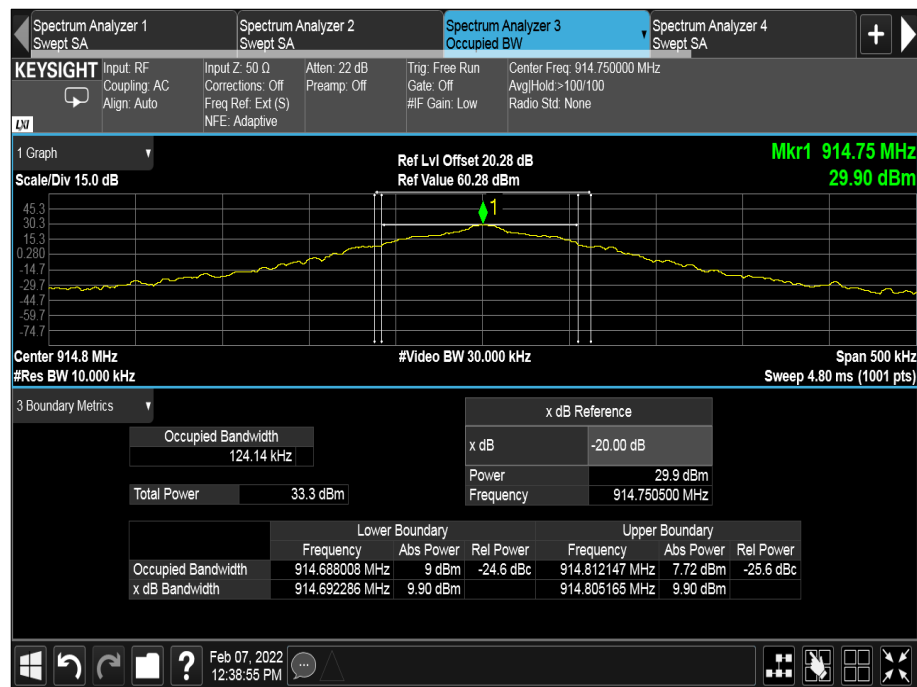 Spectrum Analyzer 1
Swept SA
Spectrum Analyzer 2
Swept SA
Spectrum Analyzer 3
Occupied BW
Spectrum Analyzer 4
Swept SA
+
KEYSIGHT
LXI
Input: RF
Coupling: AC
Align: Auto
Input Z: 50 Ω
Corrections: Off
Freq Ref: Ext (S)
NFE: Adaptive
Atten: 22 dB
Preamp: Off
Trig: Free Run
Gate: Off
#IF Gain: Low
Center Freq: 914.750000 MHz
Avg|Hold:>100/100
Radio Std: None
1 Graph
Scale/Div 15.0 dB
Ref Lvl Offset 20.28 dB
Ref Value 60.28 dBm
Mkr1 914.75 MHz
29.90 dBm
1
45.3
30.3
15.3
0.280
-14.7
-29.7
-44.7
-59.7
-74.7
Center 914.8 MHz
#Video BW 30.000 kHz
Span 500 kHz
#Res BW 10.000 kHz
Sweep 4.80 ms (1001 pts)
3 Boundary Metrics
Occupied Bandwidth
124.14 kHz
Total Power 33.3 dBm
x dB Reference
x dB -20.00 dB
Power 29.9 dBm
Frequency 914.750500 MHz
Lower Boundary Upper Boundary
Frequency Abs Power Rel Power Frequency Abs Power Rel Power
Occupied Bandwidth 914.688008 MHz 9 dBm -24.6 dBc 914.812147 MHz 7.72 dBm -25.6 dBc
x dB Bandwidth 914.692286 MHz 9.90 dBm 914.805165 MHz 9.90 dBm
?
Feb 07, 2022
12:38:55 PM